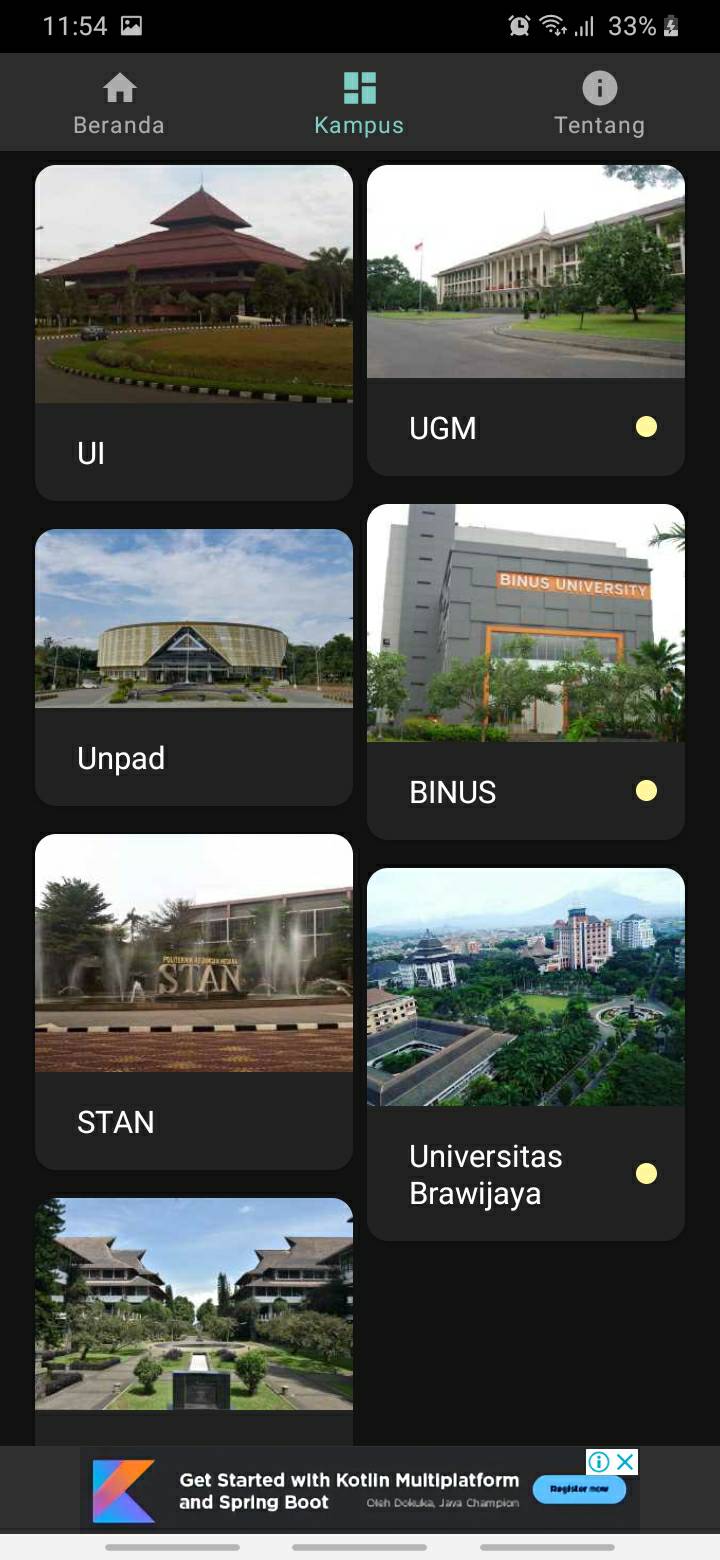 11:54
33%
Beranda
Kampus
Tentang
UI
UGM
Unpad
BINUS UNIVERSITY
BINUS
POLITEKNIK KEUANGAN NEGARA
STAN
STAN
Universitas
Brawijaya
Get Started with Kotlin Multiplatform
and Spring Boot
Oleh Dokuka, Java Champion
Register now